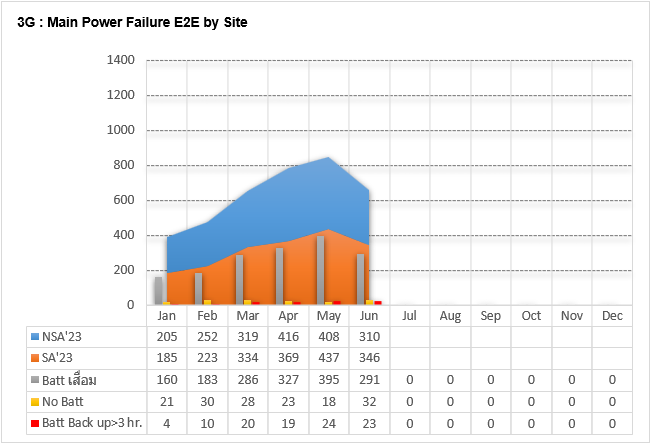 3G : Main Power Failure E2E by Site
1400
1200
1000
800
600
400
200
0
Jan Feb Mar Apr May Jun Jul Aug Sep Oct Nov Dec
NSA'23 205 252 319 416 408 310
SA'23 185 223 334 369 437 346
Batt เสื่อม 160 183 286 327 395 291 0 0 0 0 0 0
No Batt 21 30 28 23 18 32 0 0 0 0 0 0
Batt Back up>3 hr. 4 10 20 19 24 23 0 0 0 0 0 0